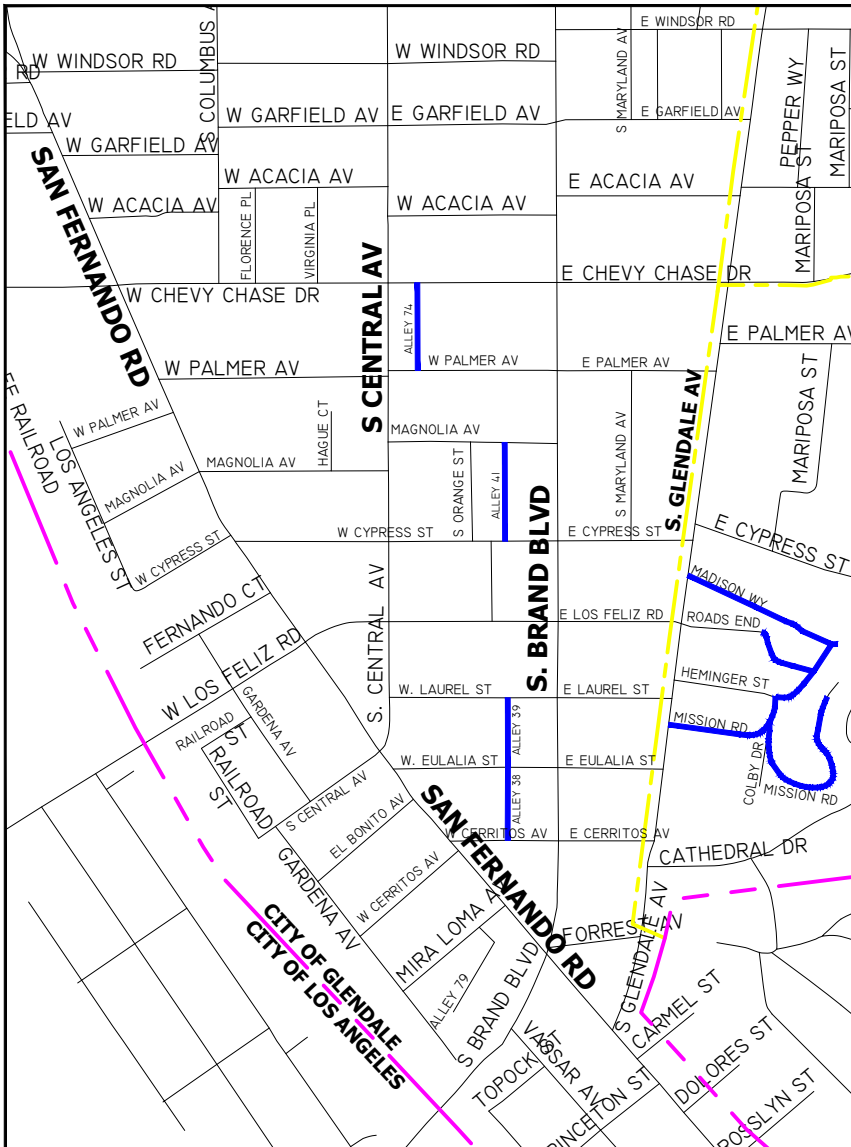 E WINDSOR RD
W WINDSOR RD
W WINDSOR RD
RD
S COLUMBUS
S MARYLAND AV
PEPPER WY
MARIPOSA ST
W GARFIELD AV
E GARFIELD AV
E GARFIELD AV
ELD AV
W GARFIELD AV
MARIPOSA ST
W ACACIA AV
E ACACIA AV
W ACACIA AV
W ACACIA AV
SAN FERNANDO RD
FLORENCE PL
VIRGINIA PL
S CENTRAL AV
E CHEVY CHASE DR
W CHEVY CHASE DR
ALLEY 74
E PALMER AV
W PALMER AV
W PALMER AV
E PALMER AV
EE RAILROAD
W PALMER AV
LOS ANGELES ST
HAGUE CT
MAGNOLIA AV
S. GLENDALE AV
MARIPOSA ST
MAGNOLIA AV
MAGNOLIA AV
S ORANGE ST
ALLEY 41
S MARYLAND AV
S. BRAND BLVD
W CYPRESS ST
E CYPRESS ST
E CYPRESS ST
W CYPRESS ST
MADISON WY
FERNANDO CT
S. CENTRAL AV
E LOS FELIZ RD
ROADS END
W LOS FELIZ RD
HEMINGER ST
W. LAUREL ST
E LAUREL ST
GARDENA AV
RAILROAD ST
RAILROAD ST
ALLEY 39
MISSION RD
W. EULALIA ST
E EULALIA ST
COLBY DR
MISSION RD
ALLEY 38
S CENTRAL AV
SAN FERNANDO RD
EL BONITO AV
W CERRITOS AV
E CERRITOS AV
CATHEDRAL DR
GARDENA AV
W CERRITOS AV
MIRA LOMA A
CITY OF GLENDALE
CITY OF LOS ANGELES
FORREST AV
S GLENDALE AV
ALLEY 79
S BRAND BLVD
CARMEL ST
VASSAR AV
TOPOCK ST
DOLORES ST
RINCETON ST
ROSSLYN ST